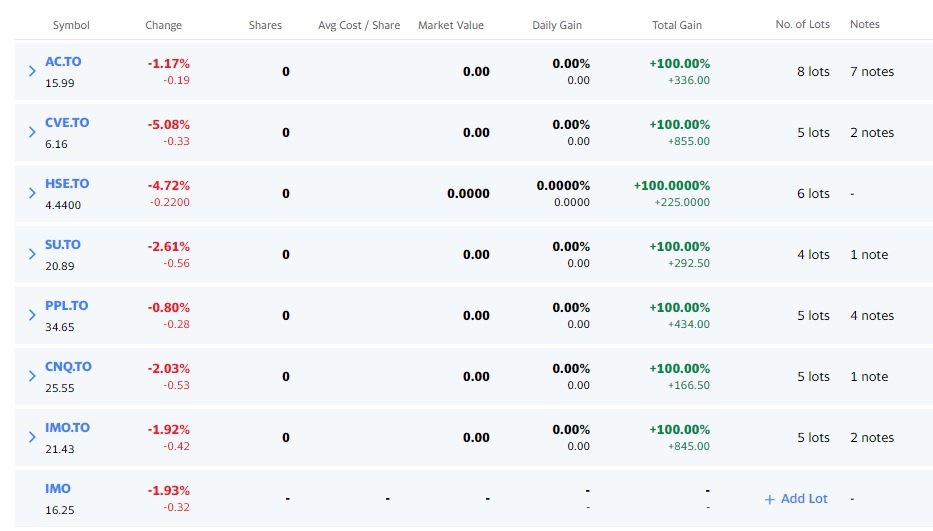 Symbol Change Shares Avg Cost / Share Market Value Daily Gain Total Gain No. of Lots Notes
AC.TO -1.17% 0 0.00 0.00% +100.00% 8 lots 7 notes
15.99 -0.19 0.00 +336.00
CVE.TO -5.08% 0 0.00 0.00% +100.00% 5 lots 2 notes
6.16 -0.33 0.00 +855.00
HSE.TO -4.72% 0 0.0000 0.0000% +100.0000% 6 lots -
4.4400 -0.2200 0.0000 +225.0000
SU.TO -2.61% 0 0.00 0.00% +100.00% 4 lots 1 note
20.89 -0.56 0.00 +292.50
PPL.TO -0.80% 0 0.00 0.00% +100.00% 5 lots 4 notes
34.65 -0.28 0.00 +434.00
CNQ.TO -2.03% 0 0.00 0.00% +100.00% 5 lots 1 note
25.55 -0.53 0.00 +166.50
IMO.TO -1.92% 0 0.00 0.00% +100.00% 5 lots 2 notes
21.43 -0.42 0.00 +845.00
IMO -1.93% - - - - - + Add Lot -
16.25 -0.32 - -